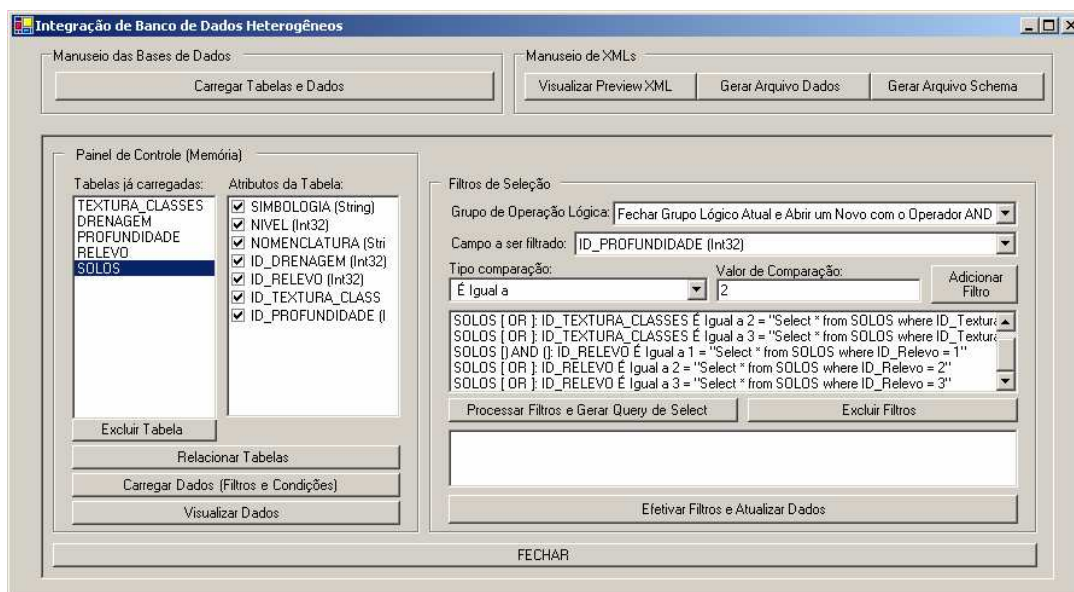 Integração de Banco de Dados Heterogêneos
Manuseio das Bases de Dados
Carregar Tabelas e Dados
Manuseio de XMLs
Visualizar Preview XML
Gerar Arquivo Dados
Gerar Arquivo Schema
Painel de Controle (Memória)
Tabelas já carregadas:
TEXTURA_CLASSES
DRENAGEM
PROFUNDIDADE
RELEVO
SOLOS
Excluir Tabela
Atributos da Tabela:
SIMBOLOGIA (String)
NIVEL (Int32)
NOMENCLATURA (Stri
ID_DRENAGEM (Int32)
ID_RELEVO (Int32)
ID_TEXTURA_CLASS
ID_PROFUNDIDADE (I
Relacionar Tabelas
Carregar Dados (Filtros e Condições)
Visualizar Dados
Filtros de Seleção
Grupo de Operação Lógica: Fechar Grupo Lógico Atual e Abrir um Novo com o Operador AND
Campo a ser filtrado: ID_PROFUNDIDADE (Int32)
Tipo comparação:
É Igual a
Valor de Comparação:
2
Adicionar Filtro
SOLOS [ OR ]: ID_TEXTURA_CLASSES É Igual a 2 = "Select * from SOLOS where ID_Textura
SOLOS [ OR ]: ID_TEXTURA_CLASSES É Igual a 3 = "Select * from SOLOS where ID_Textura
SOLOS [) AND (]: ID_RELEVO É Igual a 1 = "Select * from SOLOS where ID_Relevo = 1"
SOLOS [ OR ]: ID_RELEVO É Igual a 2 = "Select * from SOLOS where ID_Relevo = 2"
SOLOS [ OR ]: ID_RELEVO É Igual a 3 = "Select * from SOLOS where ID_Relevo = 3"
Processar Filtros e Gerar Query de Select
Excluir Filtros
Efetivar Filtros e Atualizar Dados
FECHAR